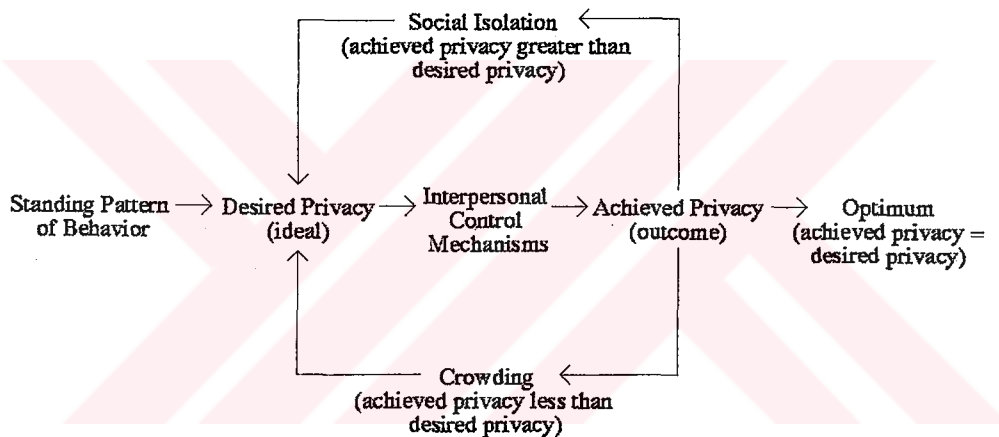 Social Isolation
(achieved privacy greater than
desired privacy)
Standing Pattern
of Behavior
Desired Privacy
(ideal)
Interpersonal
Control
Mechanisms
Achieved Privacy
(outcome)
Optimum
(achieved privacy =
desired privacy)
Crowding
(achieved privacy less than
desired privacy)